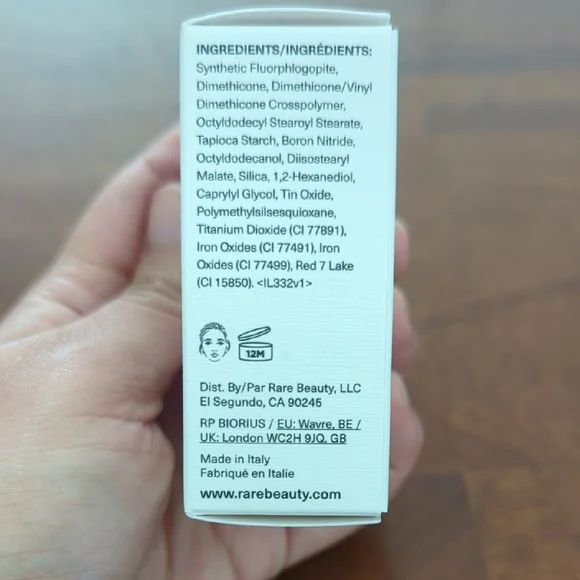 INGREDIENTS/INGRÉDIENTS:
Synthetic Fluorphlogopite,
Dimethicone, Dimethicone/Vinyl
Dimethicone Crosspolymer,
Octyldodecyl Stearoyl Stearate,
Tapioca Starch, Boron Nitride,
Octyldodecanol, Diisostearyl
Malate, Silica, 1,2-Hexanediol,
Caprylyl Glycol, Tin Oxide,
Polymethylsilsesquioxane,
Titanium Dioxide (CI 77891),
Iron Oxides (CI 77491), Iron
Oxides (CI 77499), Red 7 Lake
(CI 15850). <IL332v1>
12M
Dist. By/Par Rare Beauty, LLC
El Segundo, CA 90245
RP BIORIUS / EU: Wavre, BE /
UK: London WC2H 9JQ, GB
Made in Italy
Fabriqué en Italie
www.rarebeauty.com